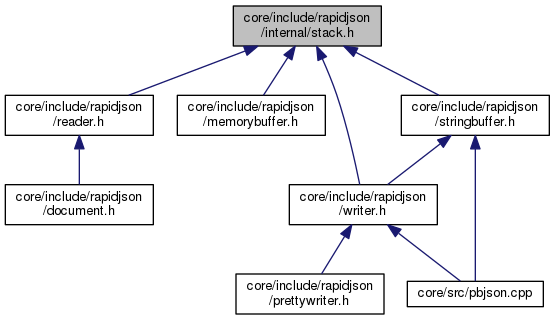 core/include/rapidjson
/internal/stack.h
core/include/rapidjson
/reader.h
core/include/rapidjson
/memorybuffer.h
core/include/rapidjson
/stringbuffer.h
core/include/rapidjson
/document.h
core/include/rapidjson
/writer.h
core/include/rapidjson
/prettywriter.h
core/src/pbjson.cpp